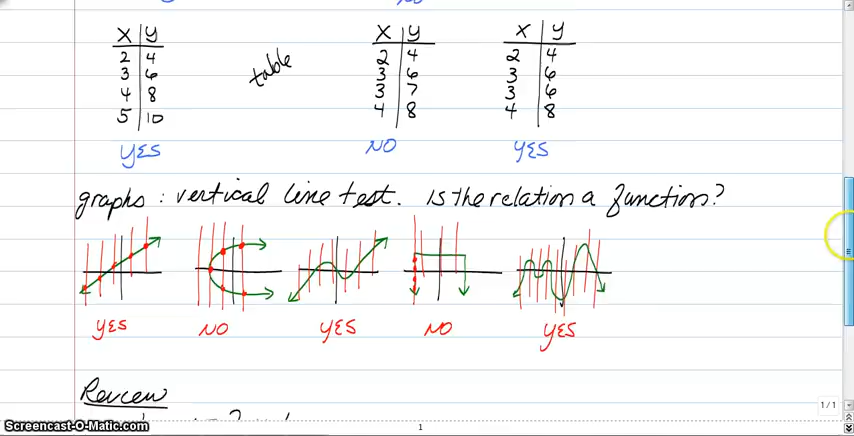 NO
X Y X Y X Y
2 4 2 4 2 4
3 6 table 3 6 3 6
4 8 3 7 3 6
5 10 4 8 4 8
YES NO YES
graphs : vertical line test. Is the relation a function?
YES NO YES NO YES
Review
1/1
Screencast-O-Matic.com 1